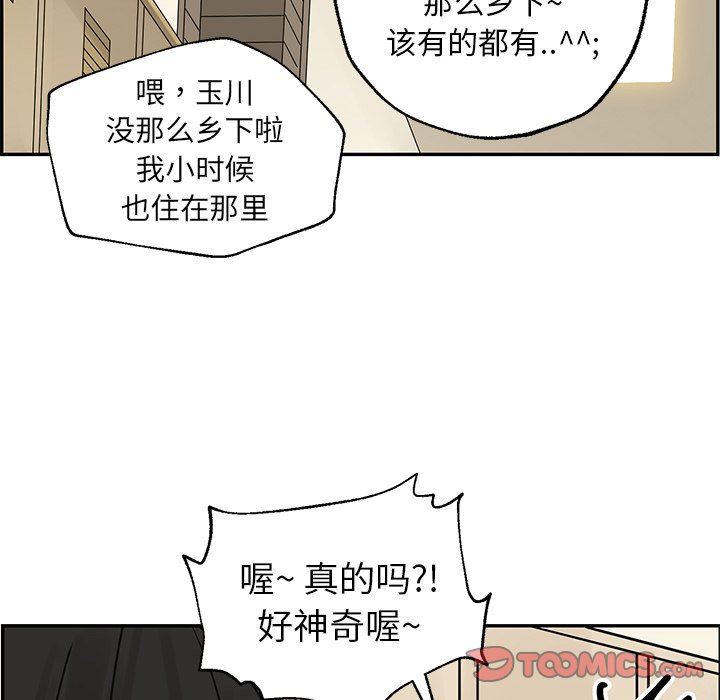 那么乡下~
该有的都有..^^;
喂，玉川
没那么乡下啦
我小时候
也住在那里
喔~ 真的吗?!
好神奇喔~
TOOMICS.com